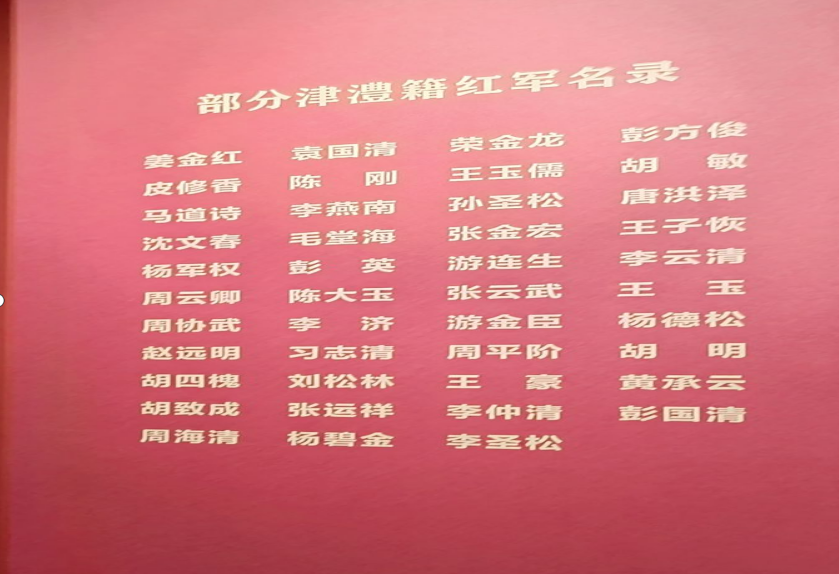 部分津澧籍红军名录
姜金红 袁国清 荣金龙 彭方俊
皮修香 陈 刚 王玉儒 胡 敏
马道诗 李燕南 孙圣松 唐洪泽
沈文春 毛堂海 张金宏 王子恢
杨军权 彭 英 游连生 李云清
周云卿 陈大玉 张云武 王 玉
周协武 李 济 游金臣 杨德松
赵远明 习志清 周平阶 胡 明
胡四槐 刘松林 王 豪 黄承云
胡致成 张运祥 李仲清 彭国清
周海清 杨碧金 李圣松